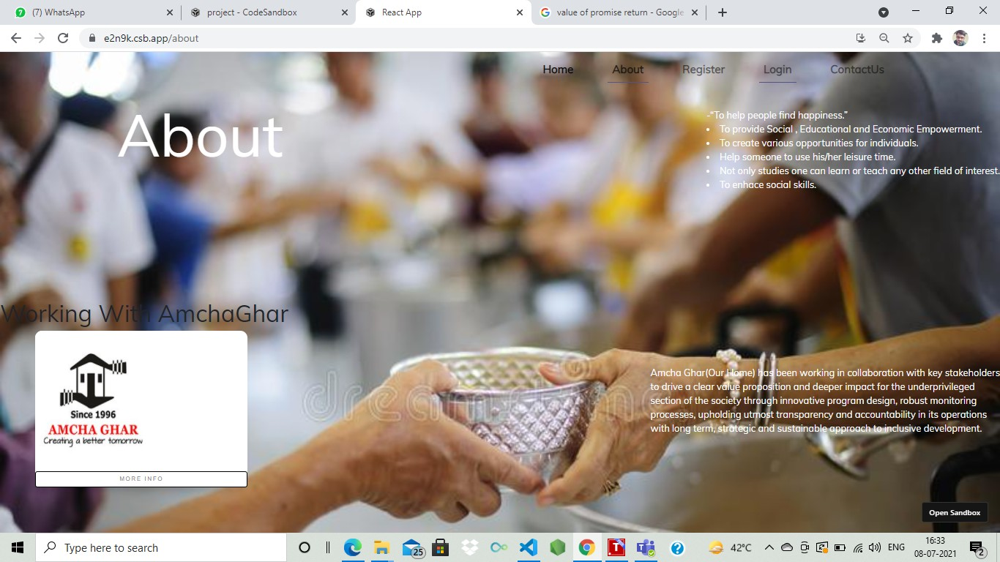 (7) WhatsApp
project - CodeSandbox
React App
value of promise return - Google
e2n9k.csb.app/about
Home
About
Register
Login
ContactUs
About
-“To help people find happiness.”
• To provide Social , Educational and Economic Empowerment.
• To create various opportunities for individuals.
• Help someone to use his/her leisure time.
• Not only studies one can learn or teach any other field of interest.
• To enhace social skills.
Working With AmchaGhar
Since 1996
AMCHA GHAR
Creating a better tomorrow
MORE INFO
Amcha Ghar(Our Home) has been working in collaboration with key stakeholders
to drive a clear value proposition and deeper impact for the underprivileged
section of the society through innovative program design, robust monitoring
processes, upholding utmost transparency and accountability in its operations
with long term, strategic and sustainable approach to inclusive development.
Open Sandbox
Type here to search
25
42°C
ENG
16:33
08-07-2021
2